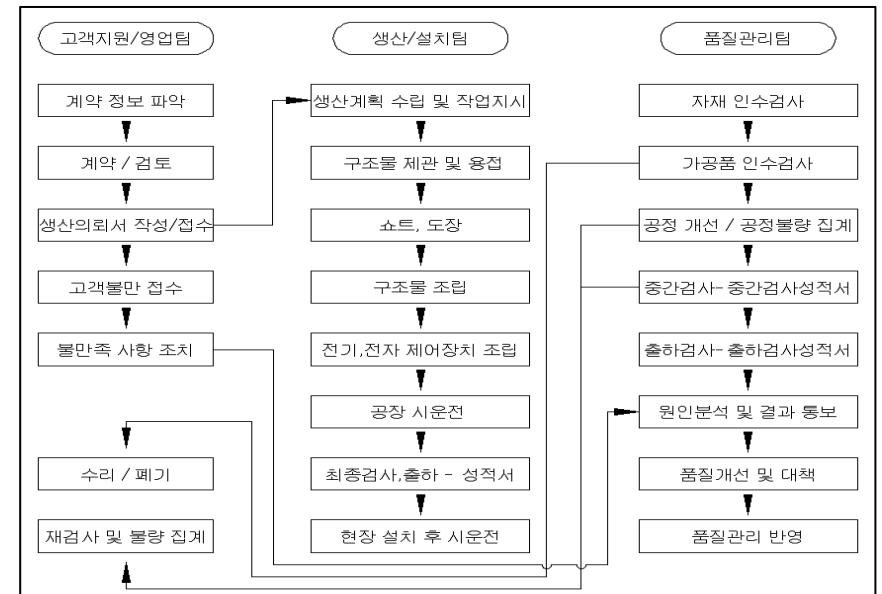 고객지원/영업팀
계약 정보 파악
계약 / 검토
생산의뢰서 작성/접수
고객불만 접수
불만족 사항 조치
수리 / 폐기
재검사 및 불량 집계
생산/설치팀
생산계획 수립 및 작업지시
구조물 제관 및 용접
쇼트, 도장
구조물 조립
전기,전자 제어장치 조립
공장 시운전
최종검사,출하 - 성적서
현장 설치 후 시운전
품질관리팀
자재 인수검사
가공품 인수검사
공정 개선 / 공정불량 집계
중간검사-중간검사성적서
출하검사-출하검사성적서
원인분석 및 결과 통보
품질개선 및 대책
품질관리 반영